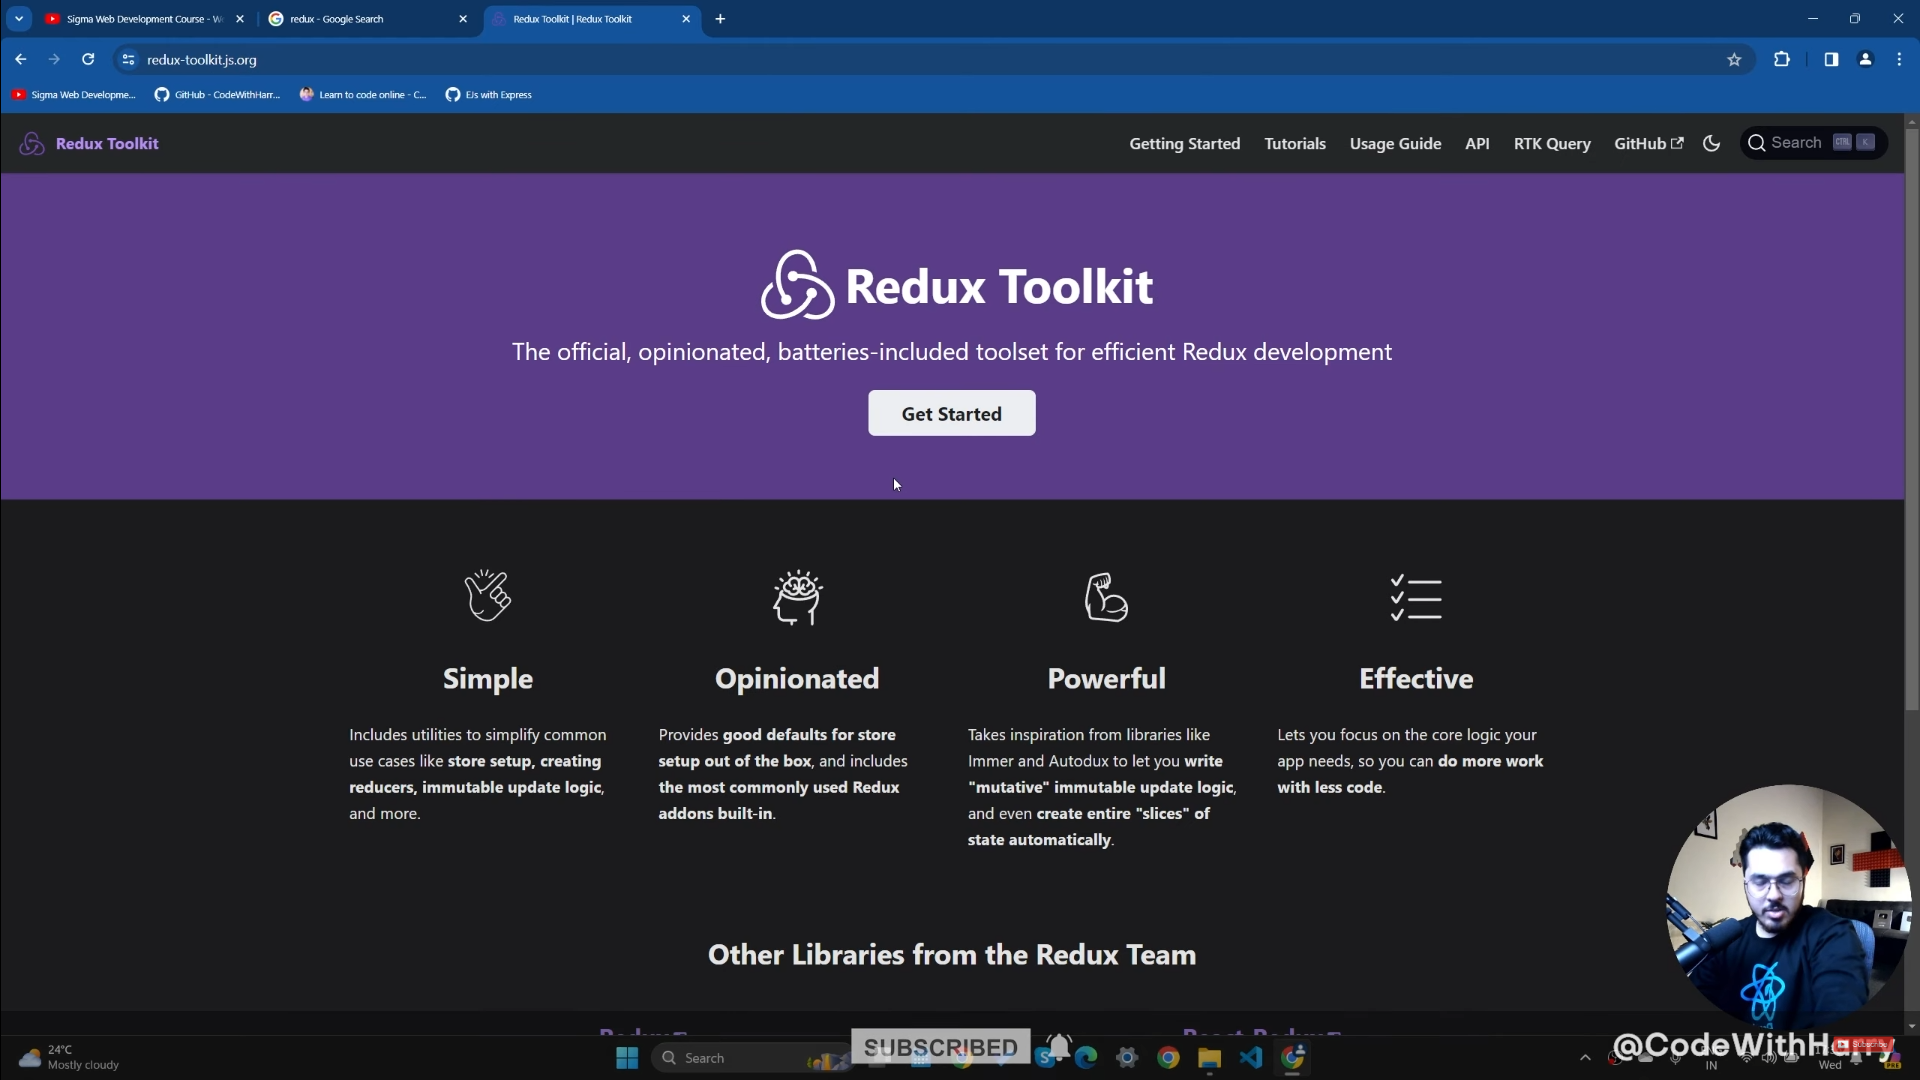 Sigma Web Development Course - W
redux - Google Search
Redux Toolkit | Redux Toolkit
redux-toolkit.js.org
Sigma Web Developme...
GitHub - CodeWithHarr...
Learn to code online - C...
EJs with Express
Redux Toolkit
Getting Started
Tutorials
Usage Guide
API
RTK Query
GitHub
Search
CTRL
K
Redux Toolkit
The official, opinionated, batteries-included toolset for efficient Redux development
Get Started
Simple
Includes utilities to simplify common
use cases like store setup, creating
reducers, immutable update logic,
and more.
Opinionated
Provides good defaults for store
setup out of the box, and includes
the most commonly used Redux
addons built-in.
Powerful
Takes inspiration from libraries like
Immer and Autodux to let you write
"mutative" immutable update logic,
and even create entire "slices" of
state automatically.
Effective
Lets you focus on the core logic your
app needs, so you can do more work
with less code.
Other Libraries from the Redux Team
24°C
Mostly cloudy
Search
SUBSCRIBED
@CodeWithHarry
Subscribe
IN
Wed
PRE